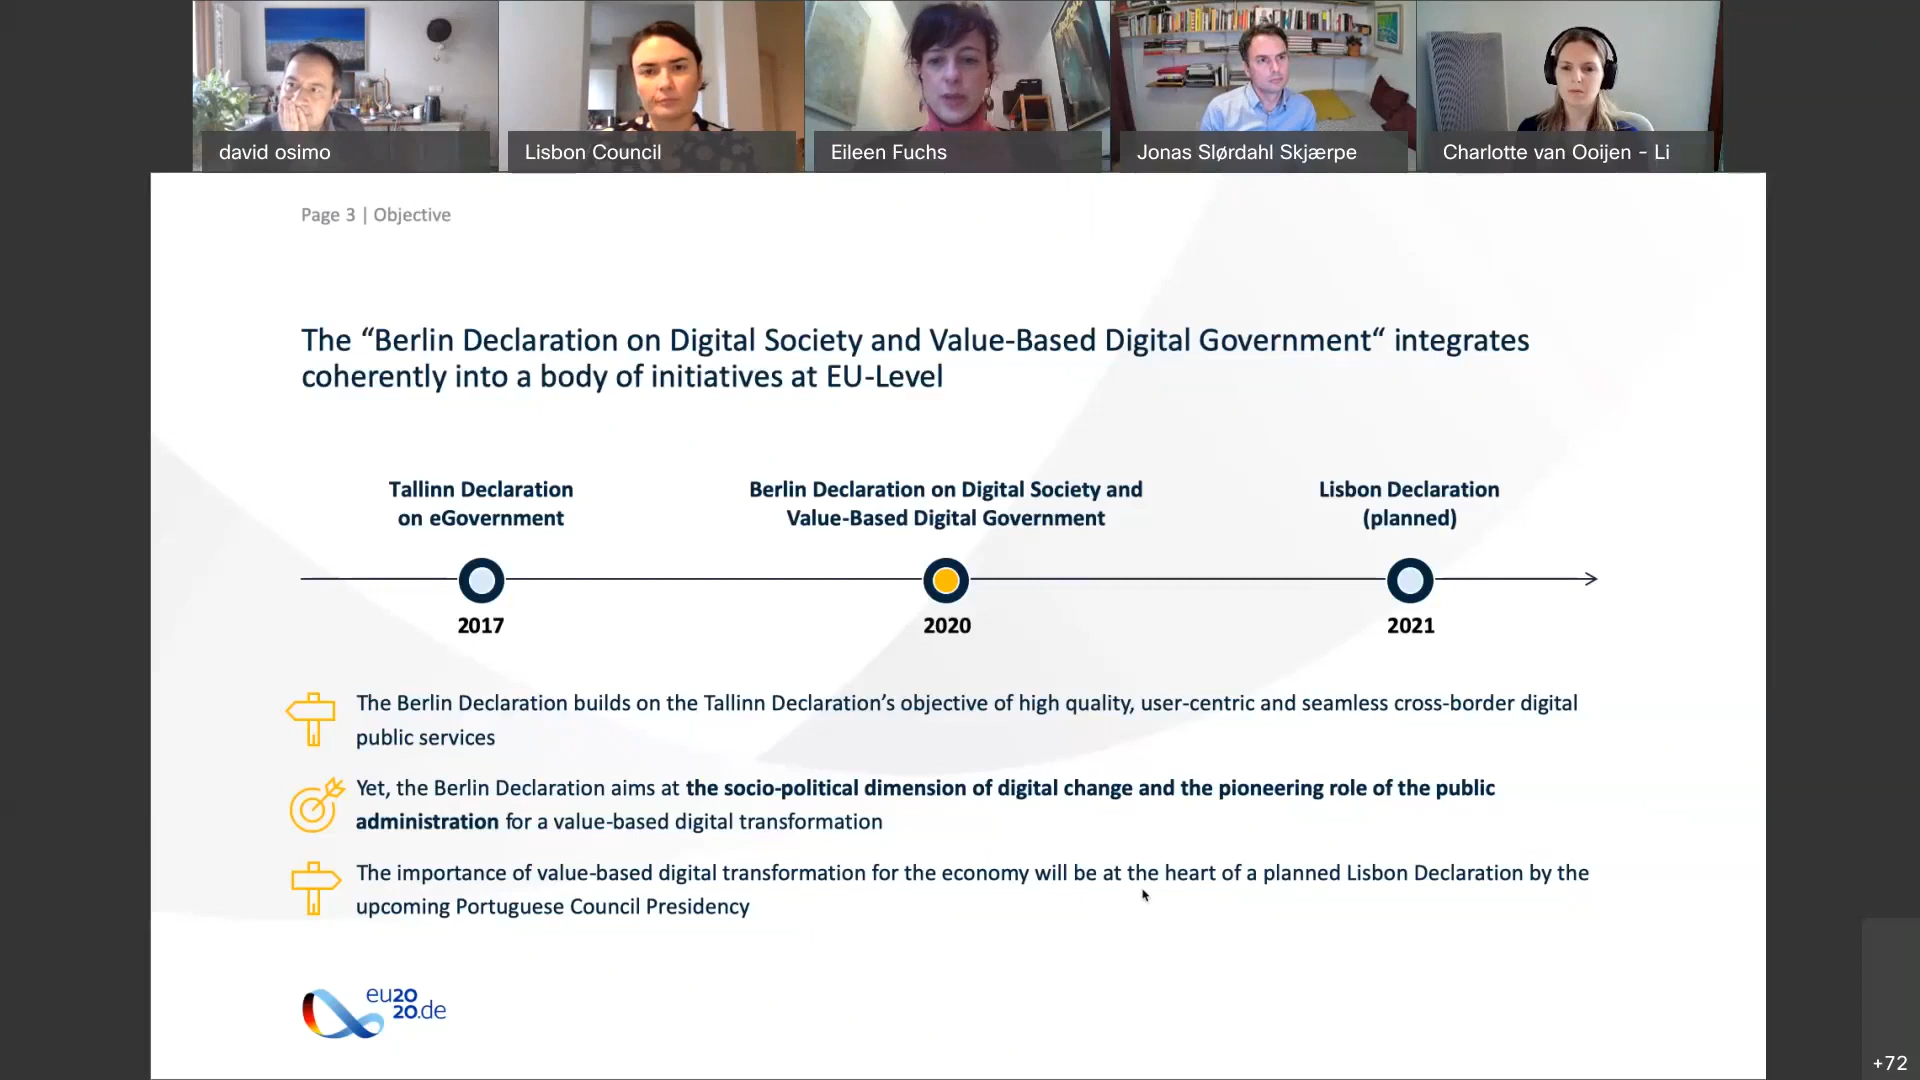 david osimo
Lisbon Council
Eileen Fuchs
Jonas Slørdahl Skjærpe
Charlotte van Ooijen - Li
Page 3 | Objective
The “Berlin Declaration on Digital Society and Value-Based Digital Government“ integrates
coherently into a body of initiatives at EU-Level
Tallinn Declaration
on eGovernment
Berlin Declaration on Digital Society and
Value-Based Digital Government
Lisbon Declaration
(planned)
2017
2020
2021
The Berlin Declaration builds on the Tallinn Declaration’s objective of high quality, user-centric and seamless cross-border digital
public services
Yet, the Berlin Declaration aims at the socio-political dimension of digital change and the pioneering role of the public
administration for a value-based digital transformation
The importance of value-based digital transformation for the economy will be at the heart of a planned Lisbon Declaration by the
upcoming Portuguese Council Presidency
eu20
20.de
+72